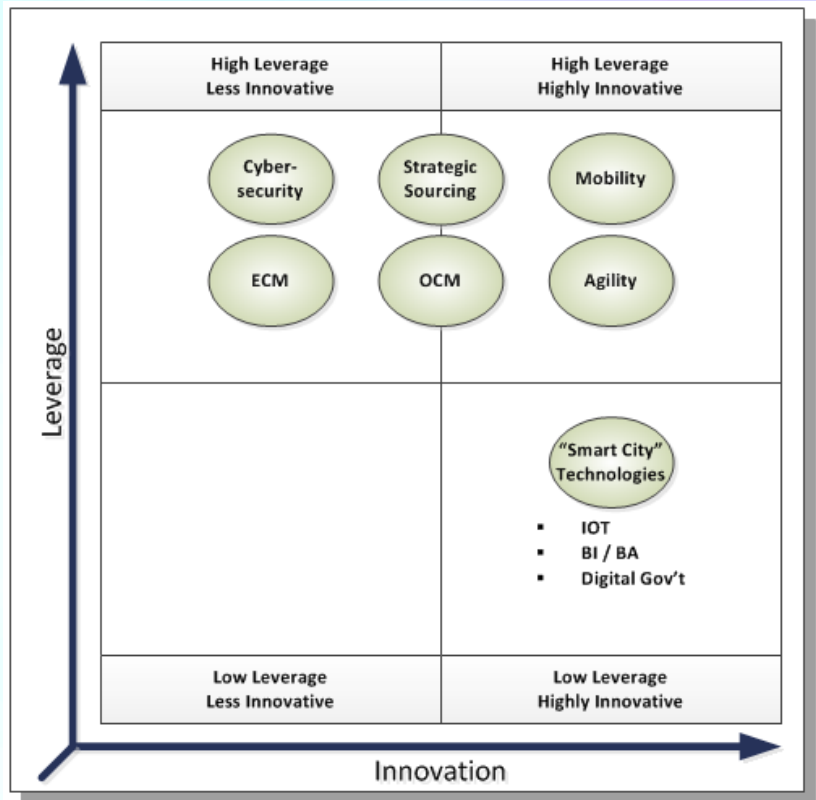 High Leverage
Less Innovative
High Leverage
Highly Innovative
Cyber-
security
Strategic
Sourcing
Mobility
ECM
OCM
Agility
Leverage
“Smart City”
Technologies
▪ IOT
▪ BI / BA
▪ Digital Gov’t
Low Leverage
Less Innovative
Low Leverage
Highly Innovative
Innovation